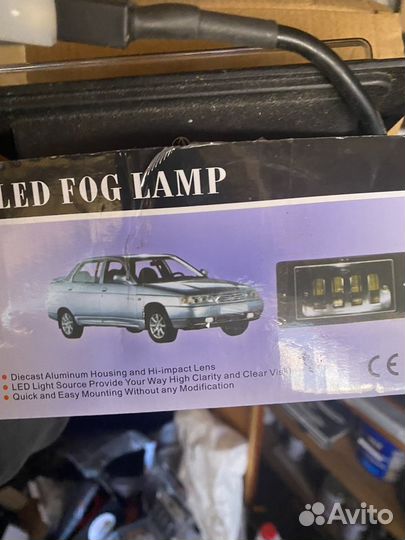 LED FOG LAMP
• Diecast Aluminum Housing and Hi-impact Lens
• LED Light Source Provide Your Way High Clarity and Clear
• Quick and Easy Mounting Without any Modification
CE
Avito